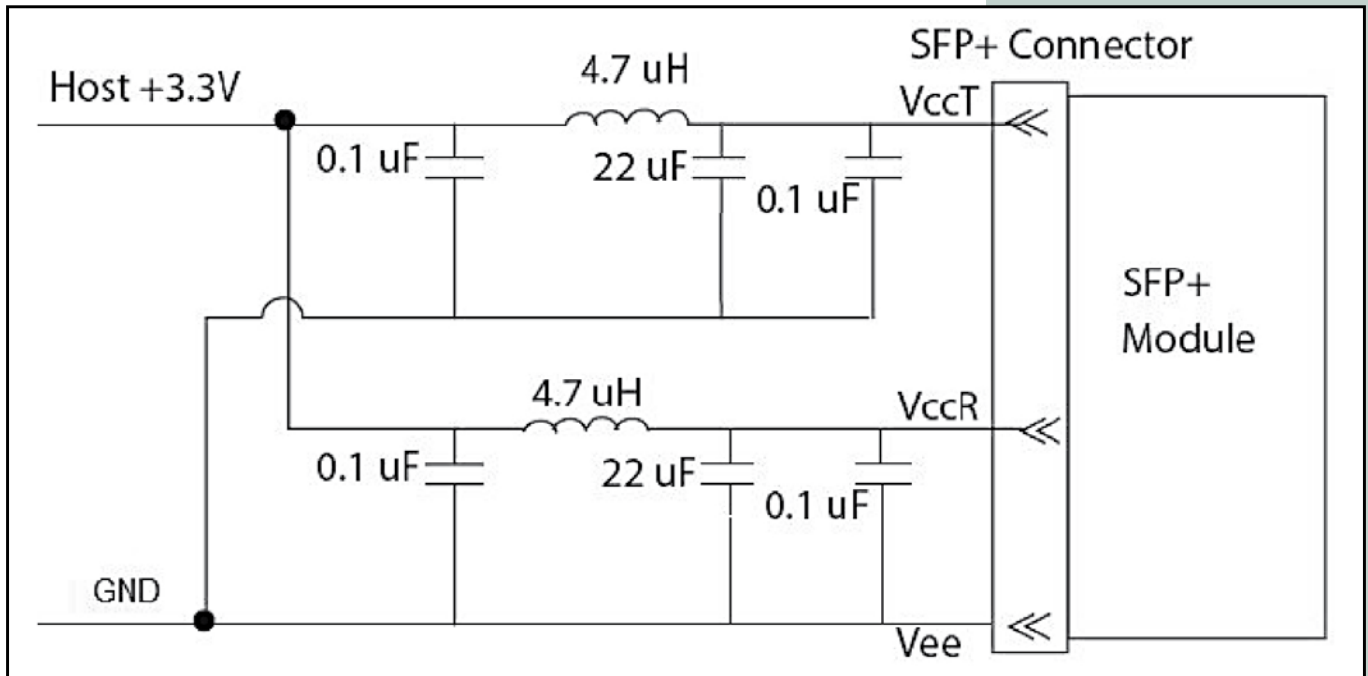 SFP+ Connector
Host +3.3V
4.7 uH
VccT
0.1 uF
22 uF
0.1 uF
SFP+
Module
4.7 uH
VccR
0.1 uF
22 uF
0.1 uF
GND
Vee